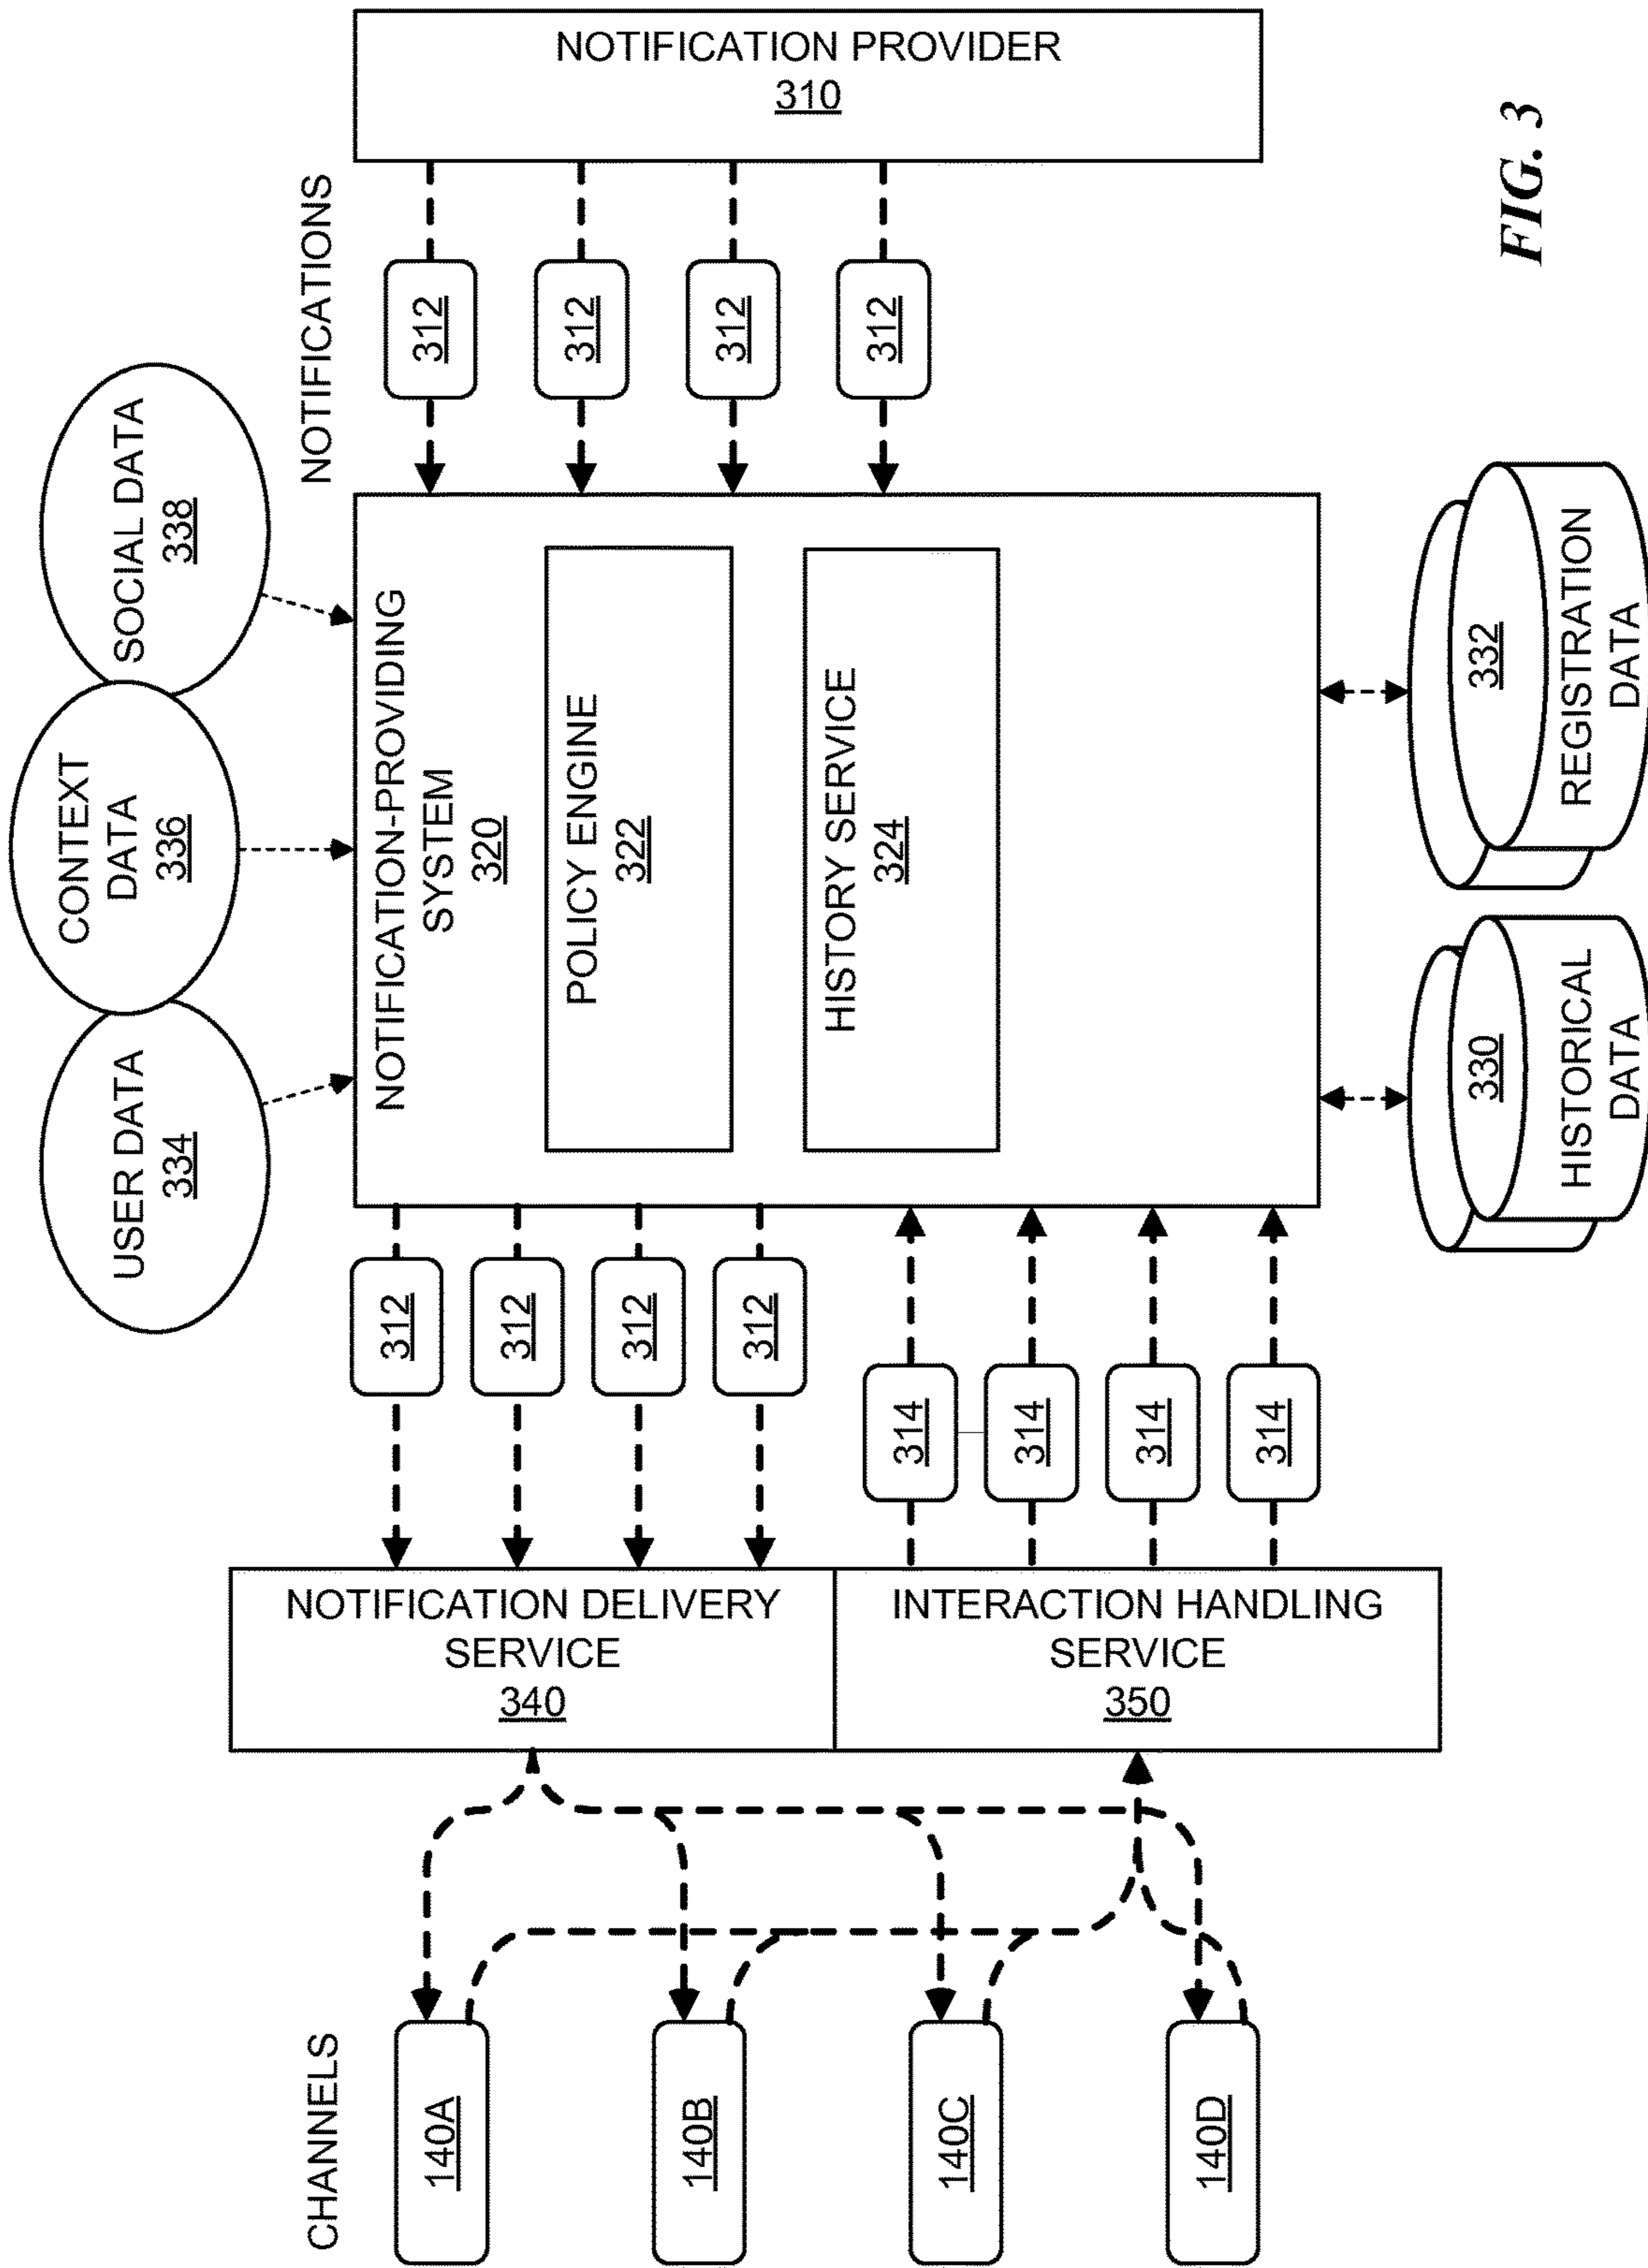 USER DATA
334
CONTEXT
DATA
336
SOCIAL DATA
338
CHANNELS
NOTIFICATIONS
140A
140B
140C
140D
NOTIFICATION DELIVERY
SERVICE
340
INTERACTION HANDLING
SERVICE
350
312
312
312
312
314
314
314
314
NOTIFICATION-PROVIDING
SYSTEM
320
POLICY ENGINE
322
HISTORY SERVICE
324
312
312
312
312
NOTIFICATION PROVIDER
310
330
HISTORICAL
DATA
332
REGISTRATION
DATA
FIG. 3